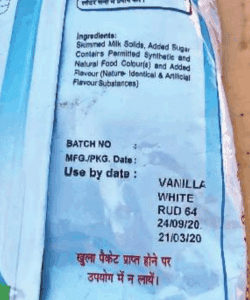 Ingredients:
Skimmed Milk Solids, Added Sugar
Contains Permitted Synthetic and
Natural Food Colour(s) and Added
Flavour (Nature- Identical & Artificial
Flavour Substances)
BATCH NO :
MFG./PKG. Date :
Use by date :
VANILLA
WHITE
RUD 64
24/09/20
21/03/20
खुला पैकेट प्राप्त होने पर
उपयोग में न लायें।